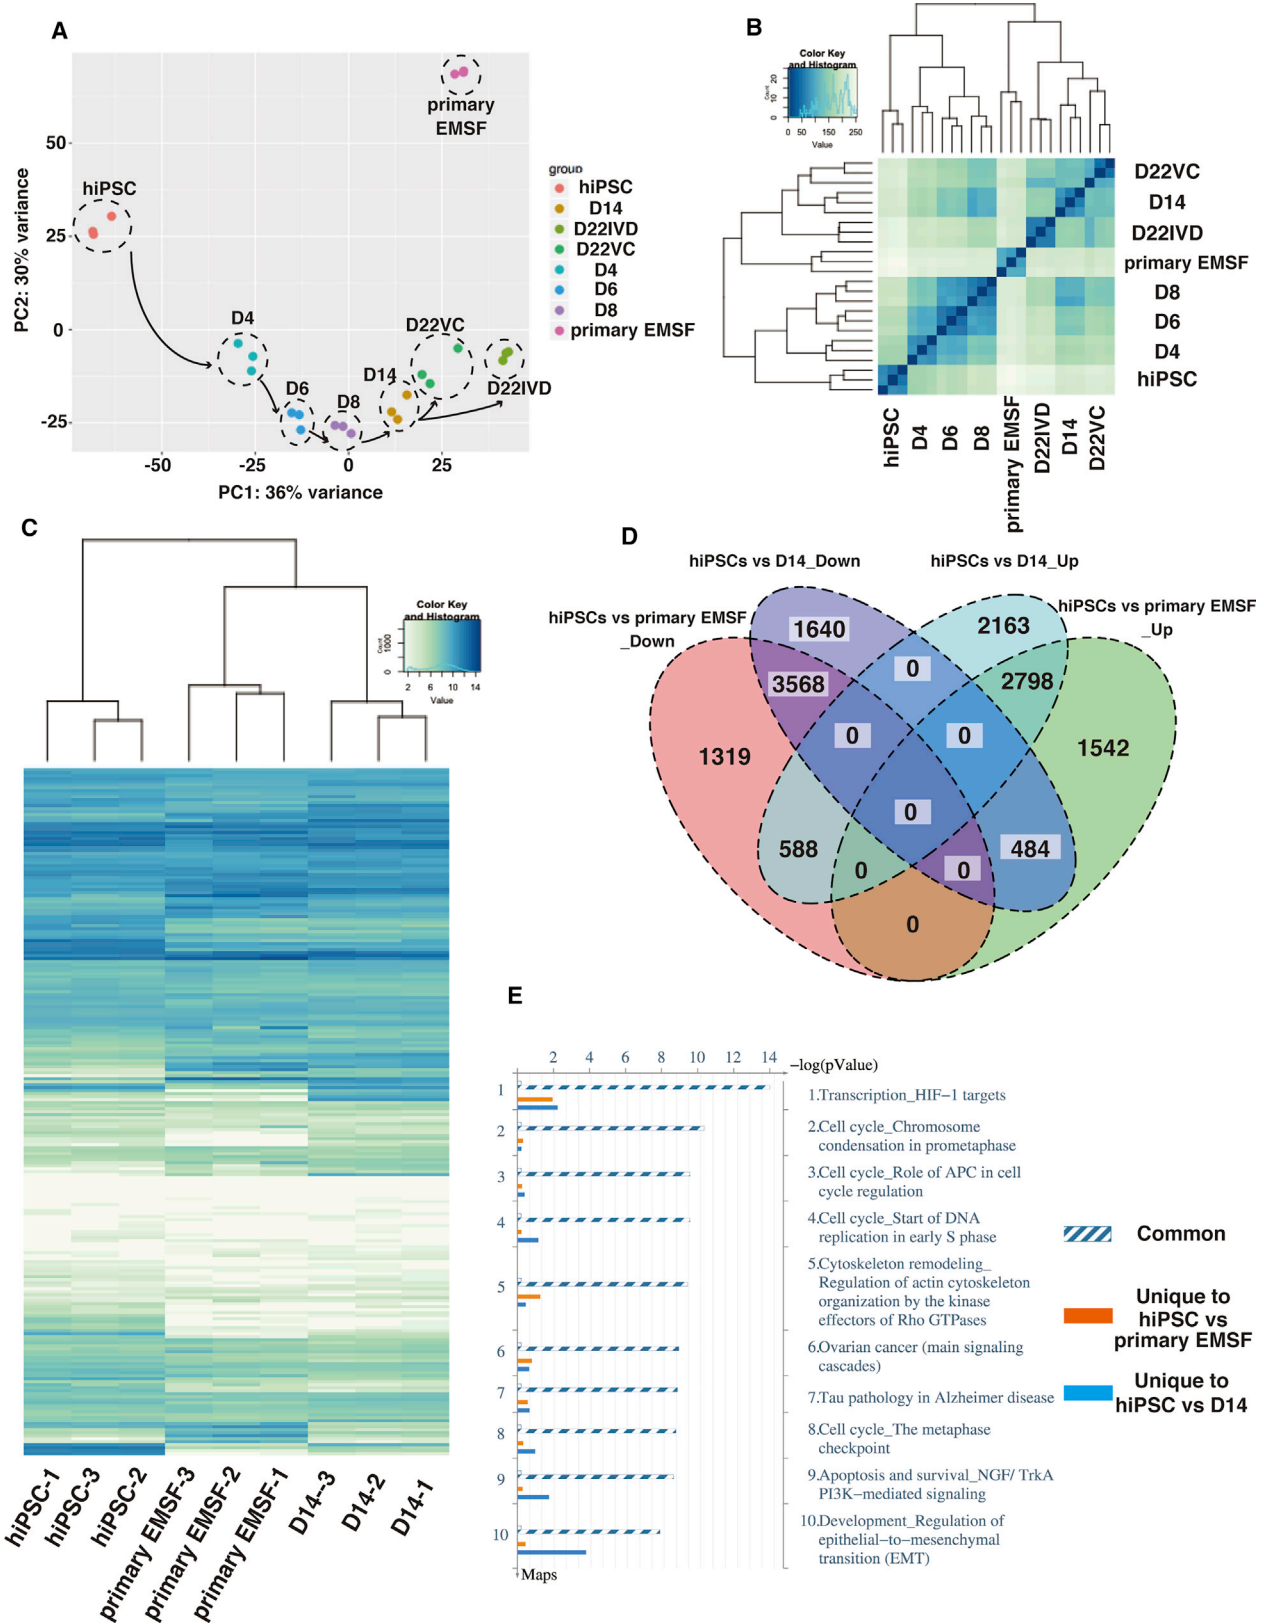 A
primary
EMSF
hiPSC
D4
D6
D8
D14
D22VC
D22IVD
50
25
0
-25
-50
-25
0
25
PC2: 30% variance
PC1: 36% variance
group
hiPSC
D14
D22IVD
D22VC
D4
D6
D8
primary EMSF
B
Color Key
and Histogram
Count
0 10 20
0 50 150 250
Value
D22VC
D14
D22IVD
primary EMSF
D8
D6
D4
hiPSC
hiPSC
D4
D6
D8
primary EMSF
D22IVD
D14
D22VC
C
Color Key
and Histogram
Count
0 1000
2 6 10 14
Value
hiPSC-1
hiPSC-3
hiPSC-2
primary EMSF-3
primary EMSF-2
primary EMSF-1
D14--3
D14-2
D14-1
D
hiPSCs vs D14_Down
hiPSCs vs D14_Up
hiPSCs vs primary EMSF
_Down
hiPSCs vs primary EMSF
_Up
1640
2163
0
3568
2798
0
0
1319
1542
0
588
484
0
0
0
E
2 4 6 8 10 12 14
−log(pValue)
1
2
3
4
5
6
7
8
9
10
Maps
1.Transcription_HIF−1 targets
2.Cell cycle_Chromosome
condensation in prometaphase
3.Cell cycle_Role of APC in cell
cycle regulation
4.Cell cycle_Start of DNA
replication in early S phase
5.Cytoskeleton remodeling_
Regulation of actin cytoskeleton
organization by the kinase
effectors of Rho GTPases
6.Ovarian cancer (main signaling
cascades)
7.Tau pathology in Alzheimer disease
8.Cell cycle_The metaphase
checkpoint
9.Apoptosis and survival_NGF/ TrkA
PI3K−mediated signaling
10.Development_Regulation of
epithelial−to−mesenchymal
transition (EMT)
Common
Unique to
hiPSC vs
primary EMSF
Unique to
hiPSC vs D14